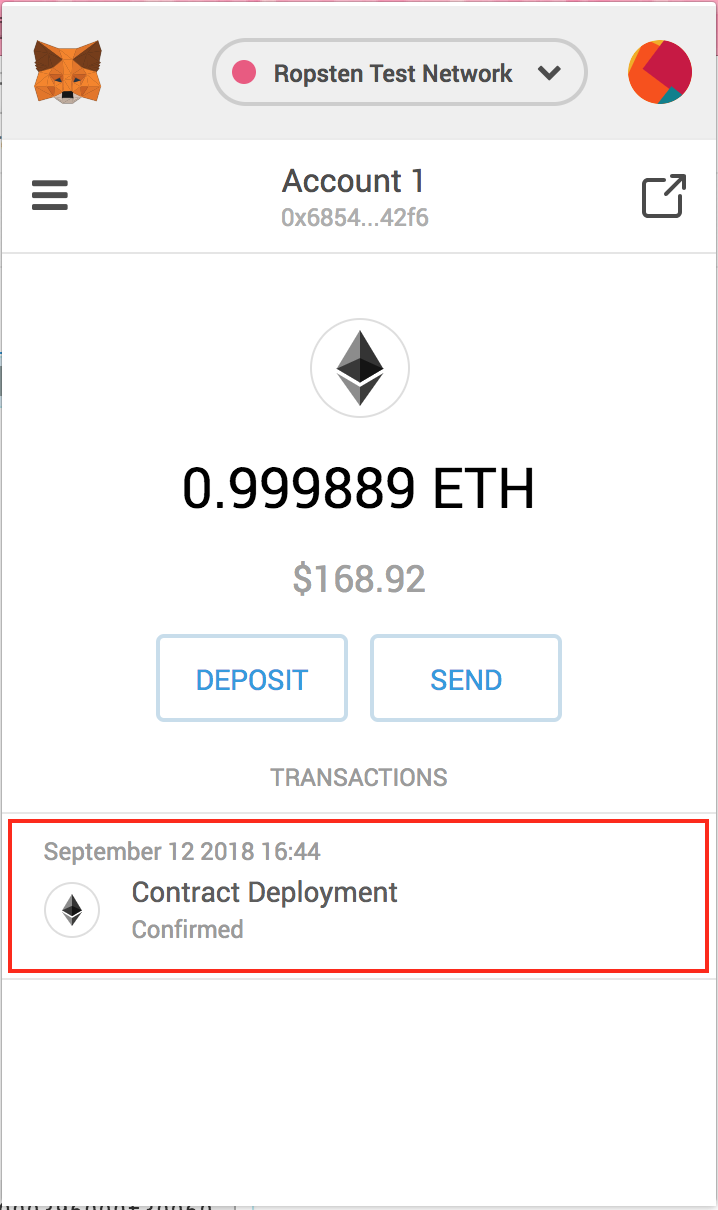 Ropsten Test Network
Account 1
0x6854...42f6
0.999889 ETH
$168.92
DEPOSIT
SEND
TRANSACTIONS
September 12 2018 16:44
Contract Deployment
Confirmed